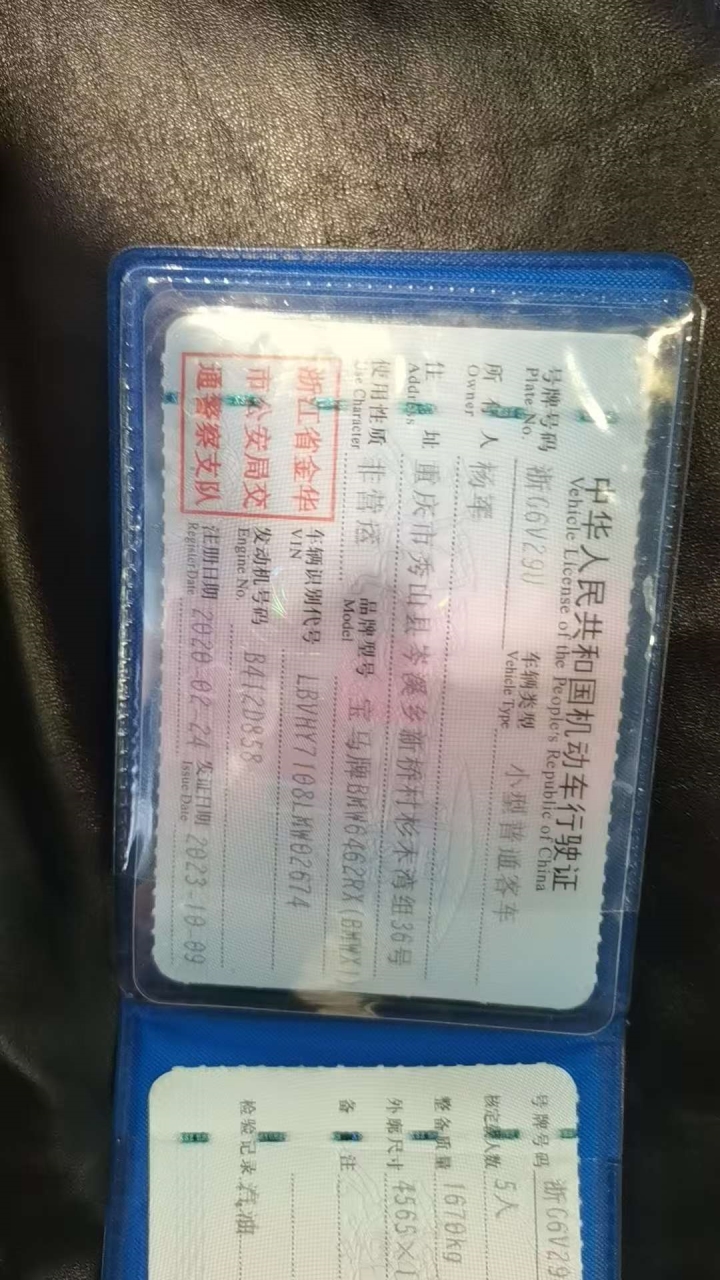 中华人民共和国机动车行驶证
Vehicle License of the People's Republic of China
号牌号码 浙G6V29U 车辆类型 小型普通客车
Plate No. Vehicle Type
所有人 杨军
Owner
住址 重庆市秀山县岑溪乡新桥村杉木湾组36号
Address
使用性质 非营运 品牌型号 宝马牌BMW6462RX(BMWX1)
Use Character Model
浙江省金华
市公安局交
通警察支队
车辆识别代号 LBVHY7108LMW02674
VIN
发动机号码 B412D858
Engine No.
注册日期 2020-02-24 发证日期 2023-10-09
Register Date Issue Date
号牌号码 浙G6V29
核定载人数 5人
整备质量 1670kg
外廓尺寸 4565×1
备注
检验记录 汽油